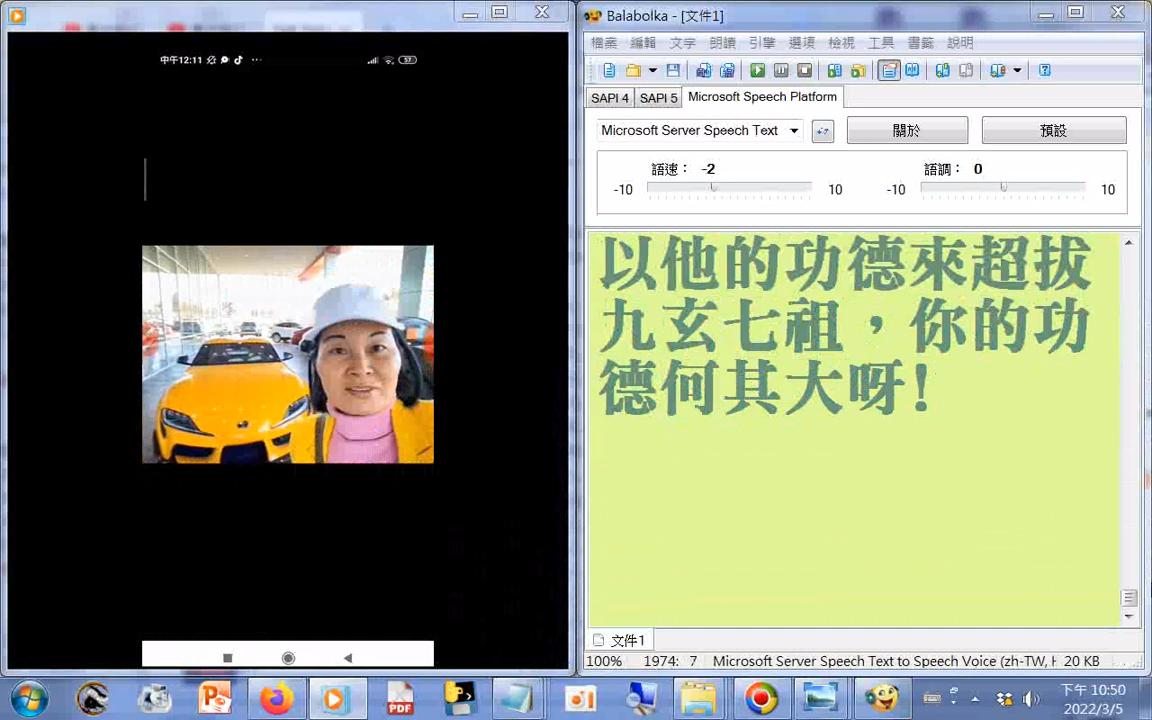 中午12:11
57
Balabolka - [文件1]
檔案 編輯 文字 朗讀 引擎 選項 檢視 工具 書籤 說明
SAPI 4 SAPI 5 Microsoft Speech Platform
Microsoft Server Speech Text 關於 預設
語速： -2 語調： 0
-10 10 -10 10
以他的功德來超拔
九玄七祖，你的功
德何其大呀!
文件1
100% 1974: 7 Microsoft Server Speech Text to Speech Voice (zh-TW, H 20 KB
下午 10:50
2022/3/5